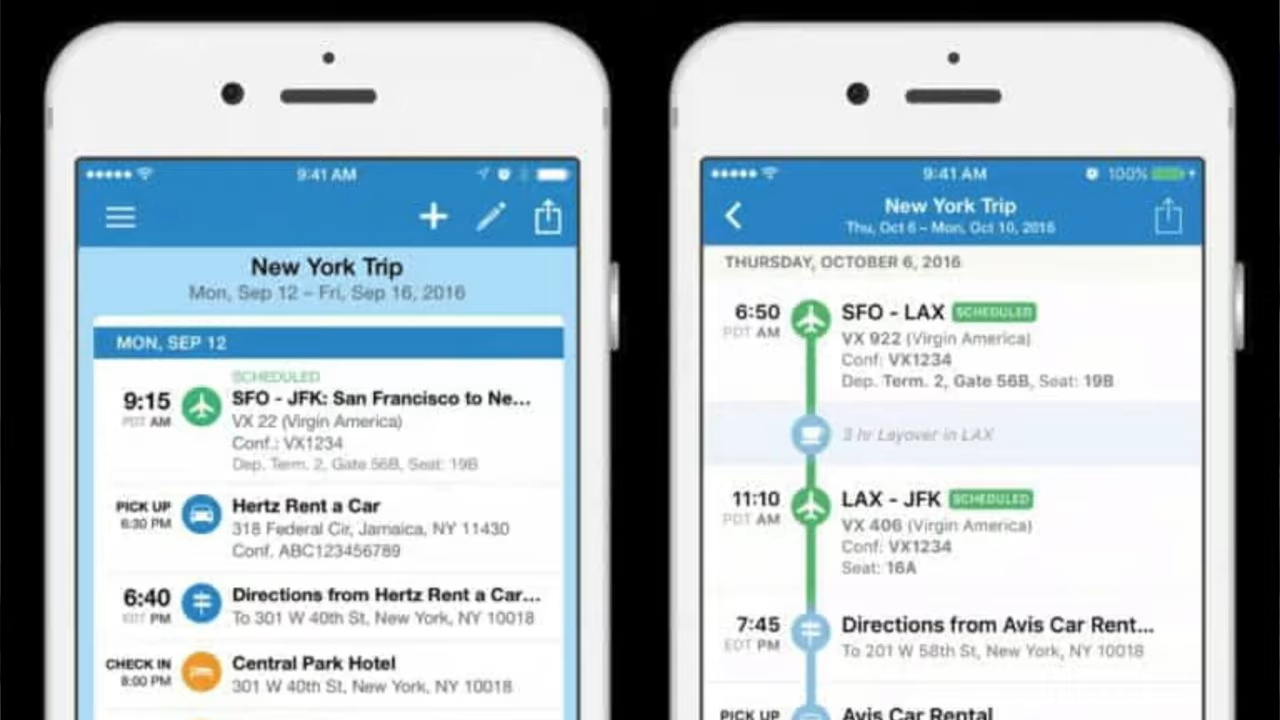 9:41 AM
New York Trip
Mon, Sep 12 – Fri, Sep 16, 2016
MON, SEP 12
SCHEDULED
9:15
PDT AM
SFO - JFK: San Francisco to Ne...
VX 22 (Virgin America)
Conf.: VX1234
Dep. Term. 2, Gate 56B, Seat: 19B
PICK UP
6:30 PM
Hertz Rent a Car
318 Federal Cir, Jamaica, NY 11430
Conf. ABC123456789
6:40
EDT PM
Directions from Hertz Rent a Car...
To 301 W 40th St, New York, NY 10018
CHECK IN
8:00 PM
Central Park Hotel
301 W 40th St, New York, NY 10018
9:41 AM
100%
New York Trip
Thu, Oct 6 – Mon, Oct 10, 2016
THURSDAY, OCTOBER 6, 2016
6:50
PDT AM
SFO - LAX SCHEDULED
VX 922 (Virgin America)
Conf: VX1234
Dep. Term. 2, Gate 56B, Seat: 19B
3 hr Layover in LAX
11:10
PDT AM
LAX - JFK SCHEDULED
VX 406 (Virgin America)
Conf: VX1234
Seat: 16A
7:45
EDT PM
Directions from Avis Car Rent...
To 201 W 58th St, New York, NY 10018
PICK UP
Avis Car Rental